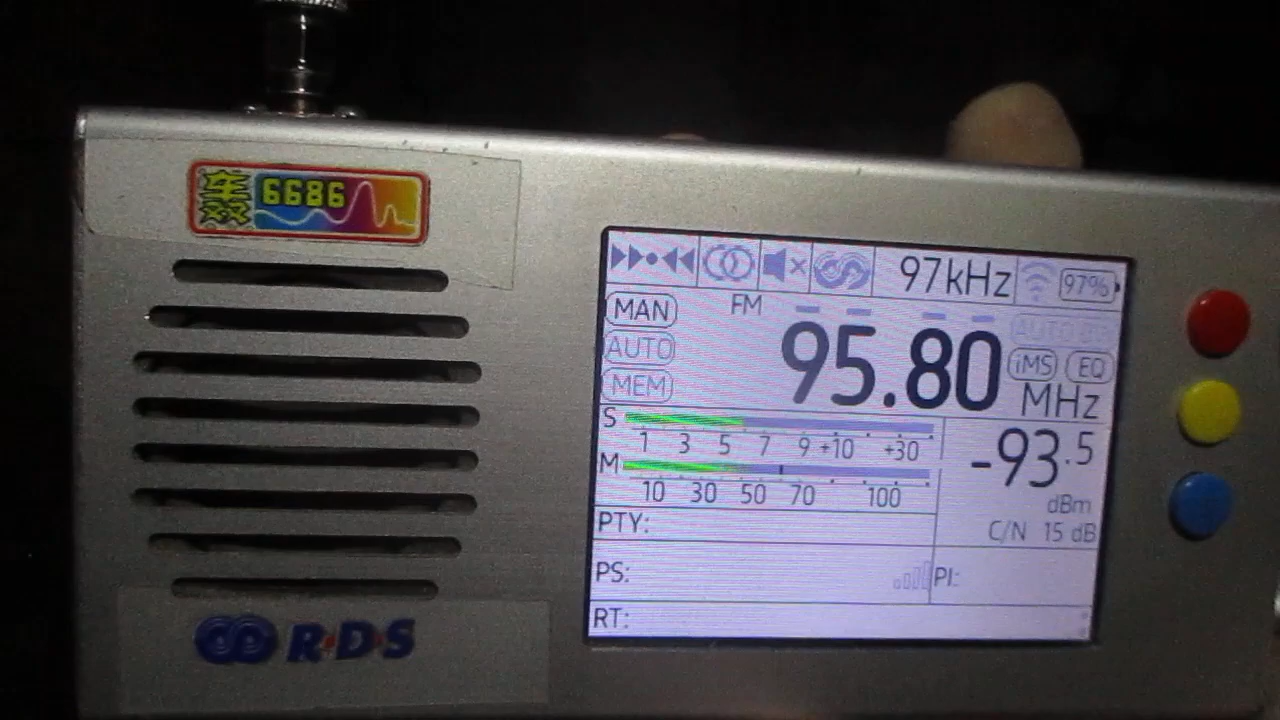 6686
97kHz 97%
MAN FM
AUTO 95.80 iMS EQ
MEM MHz
S
1 3 5 7 9 +10 +30
M
10 30 50 70 100
-93.5
dBm
C/N 15 dB
PTY:
PS: PI:
RT:
R·D·S